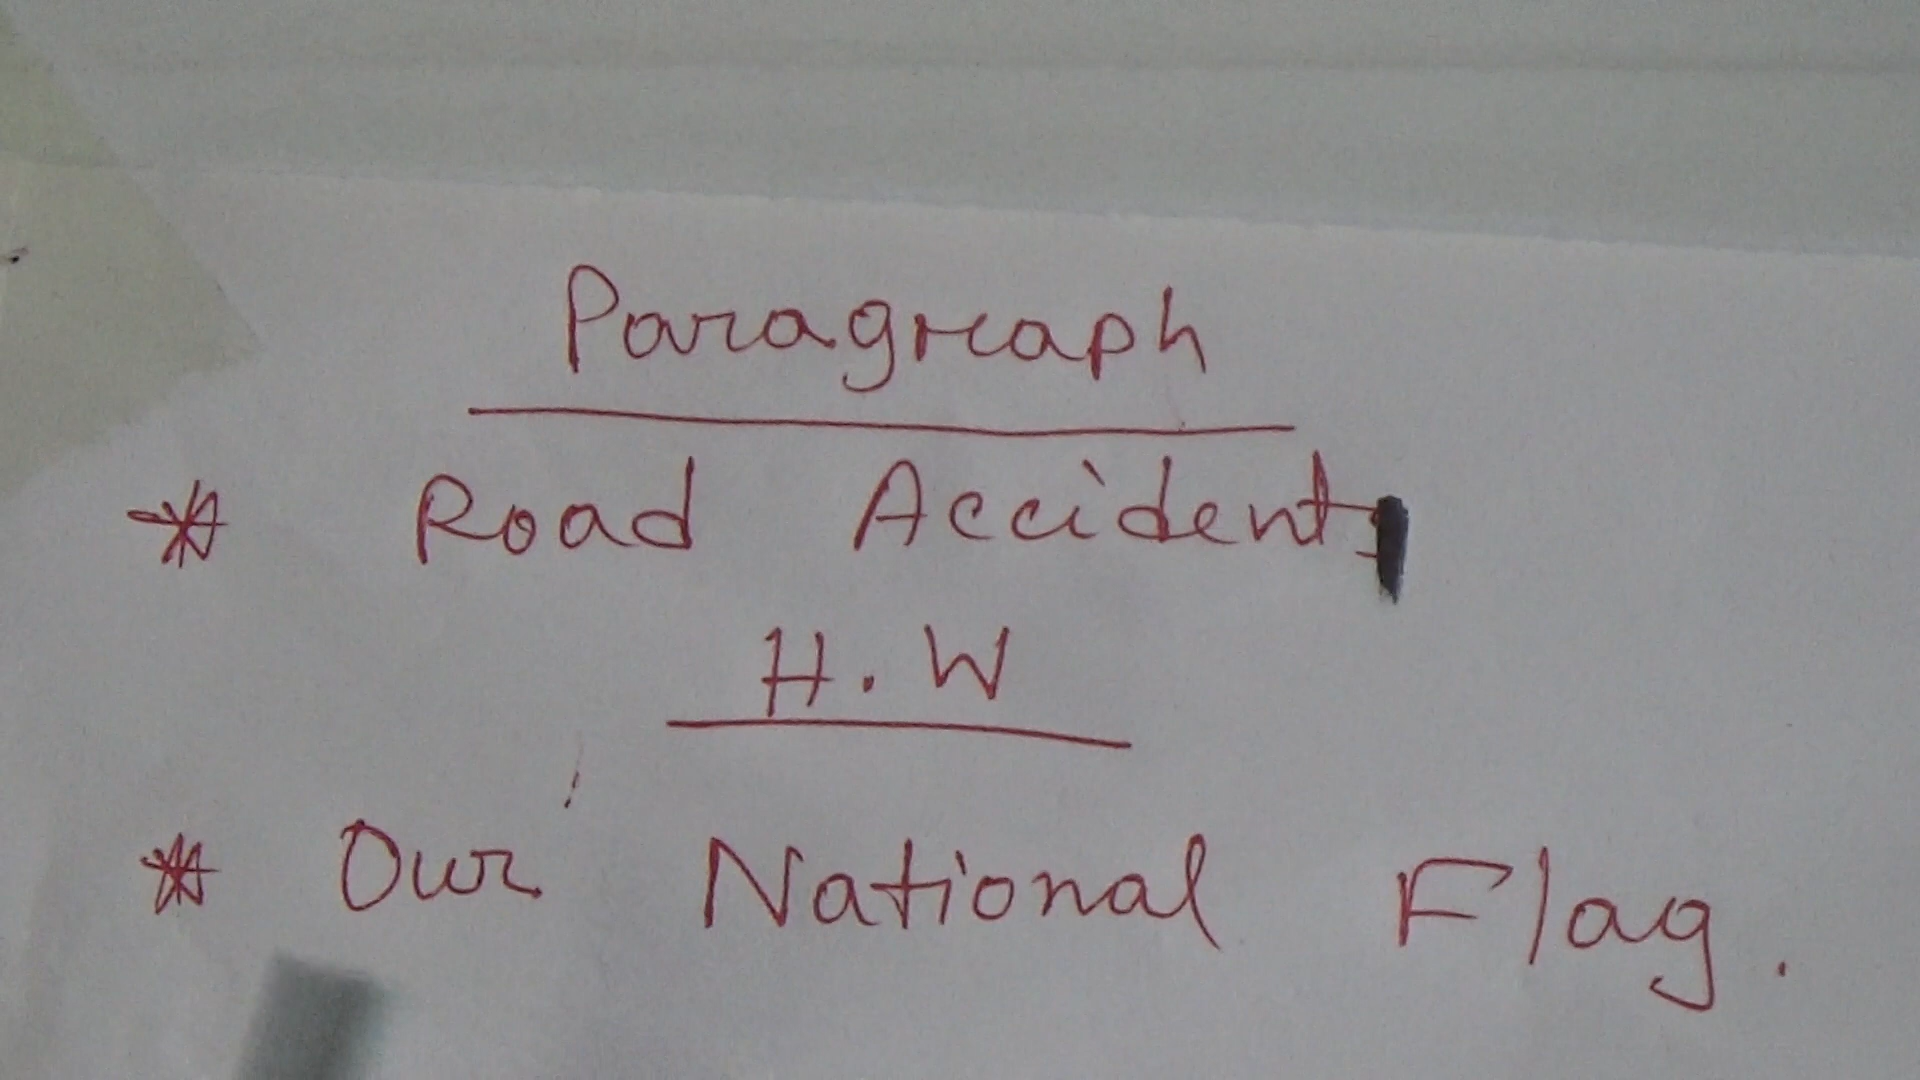 Paragraph
* Road Accident
H.W
* Our National Flag.